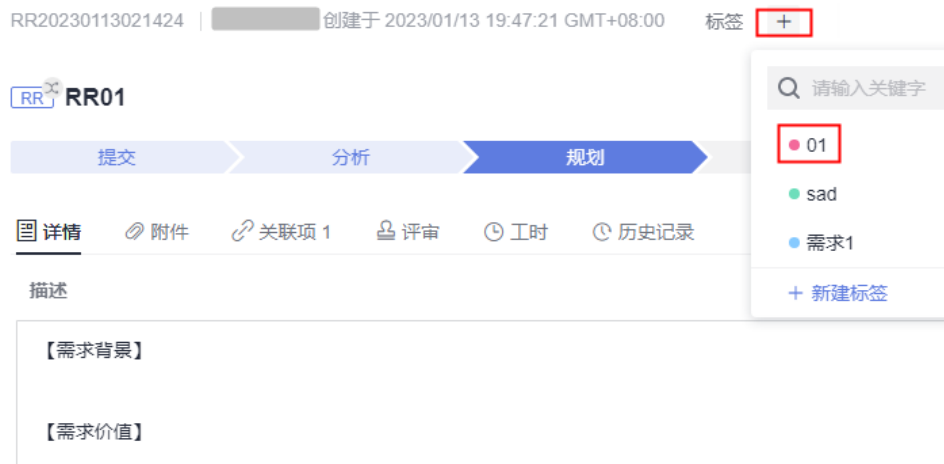 RR20230113021424 创建于 2023/01/13 19:47:21 GMT+08:00 标签 +
请输入关键字
RR RR01
01
提交 分析 规划
sad
详情 附件 关联项 1 评审 工时 历史记录
需求1
描述
+ 新建标签
【需求背景】
【需求价值】